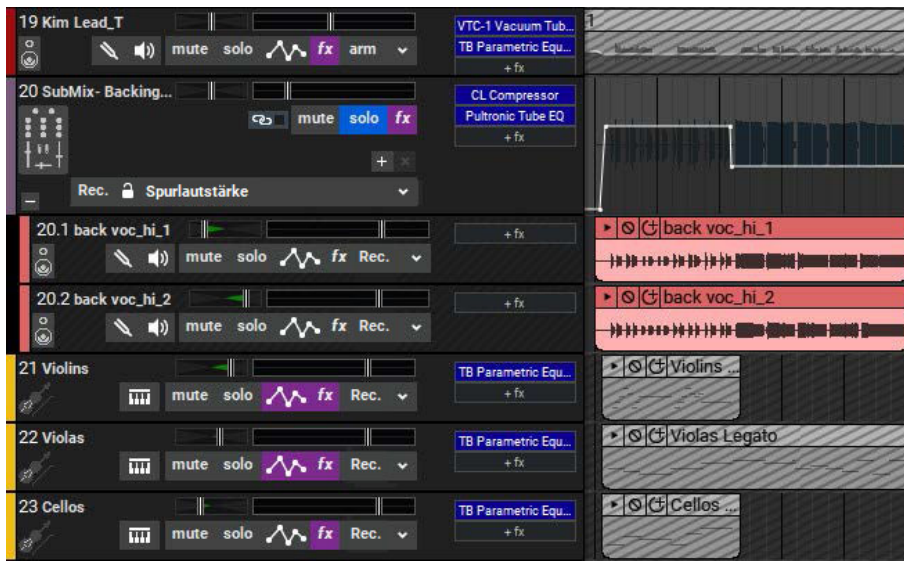 19 Kim Lead_T
mute solo fx arm
VTC-1 Vacuum Tub...
TB Parametric Equ...
+ fx
1
20 SubMix- Backing...
mute solo fx
+ ×
Rec. Spurlautstärke
CL Compressor
Pultronic Tube EQ
+ fx
20.1 back voc_hi_1
mute solo fx Rec.
+ fx
back voc_hi_1
20.2 back voc_hi_2
mute solo fx Rec.
+ fx
back voc_hi_2
21 Violins
mute solo fx Rec.
TB Parametric Equ...
+ fx
Violins ...
22 Violas
mute solo fx Rec.
TB Parametric Equ...
+ fx
Violas Legato
23 Cellos
mute solo fx Rec.
TB Parametric Equ...
+ fx
Cellos ...